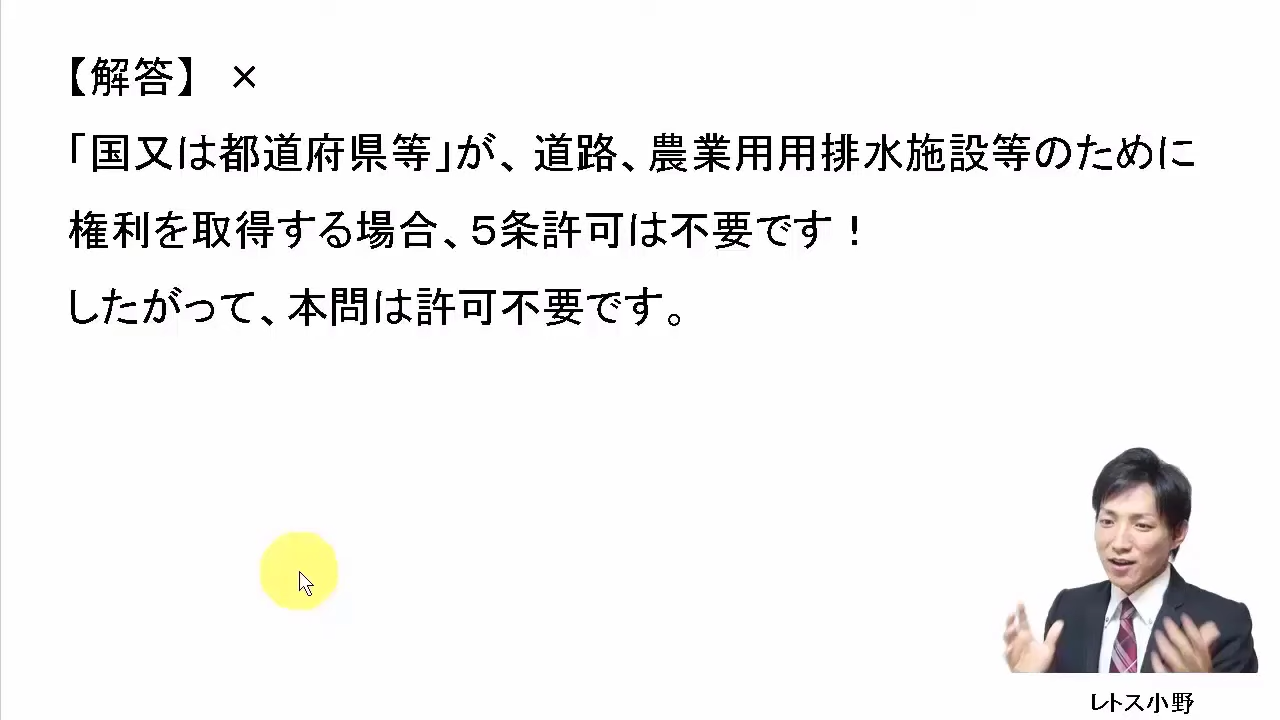 【解答】 ×
「国又は都道府県等」が、道路、農業用用排水施設等のために
権利を取得する場合、５条許可は不要です！
したがって、本問は許可不要です。
レトス小野